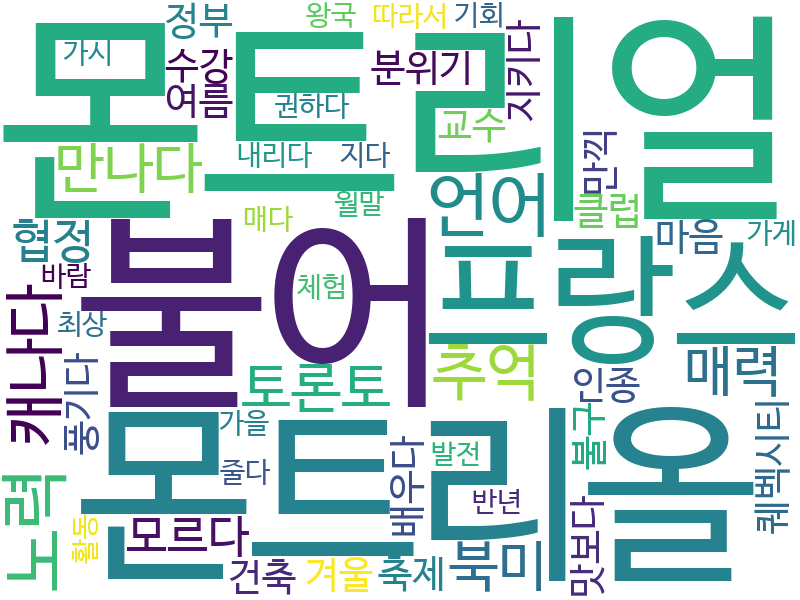 몬트리얼
불어
프랑스
몬트리올
정부
왕국
따라서
기회
가시
수강
여름
분위기
지키다
권하다
교수
만나다
내리다
지다
만끽
언어
월말
매다
클럽
협정
마음
가게
바람
체험
캐나다
최상
풍기다
토론토
추억
인종
매력
가을
줄다
배우다
발전
불구
퀘벡시티
노력
활동
모르다
반년
맛보다
건축
겨울
축제
북미